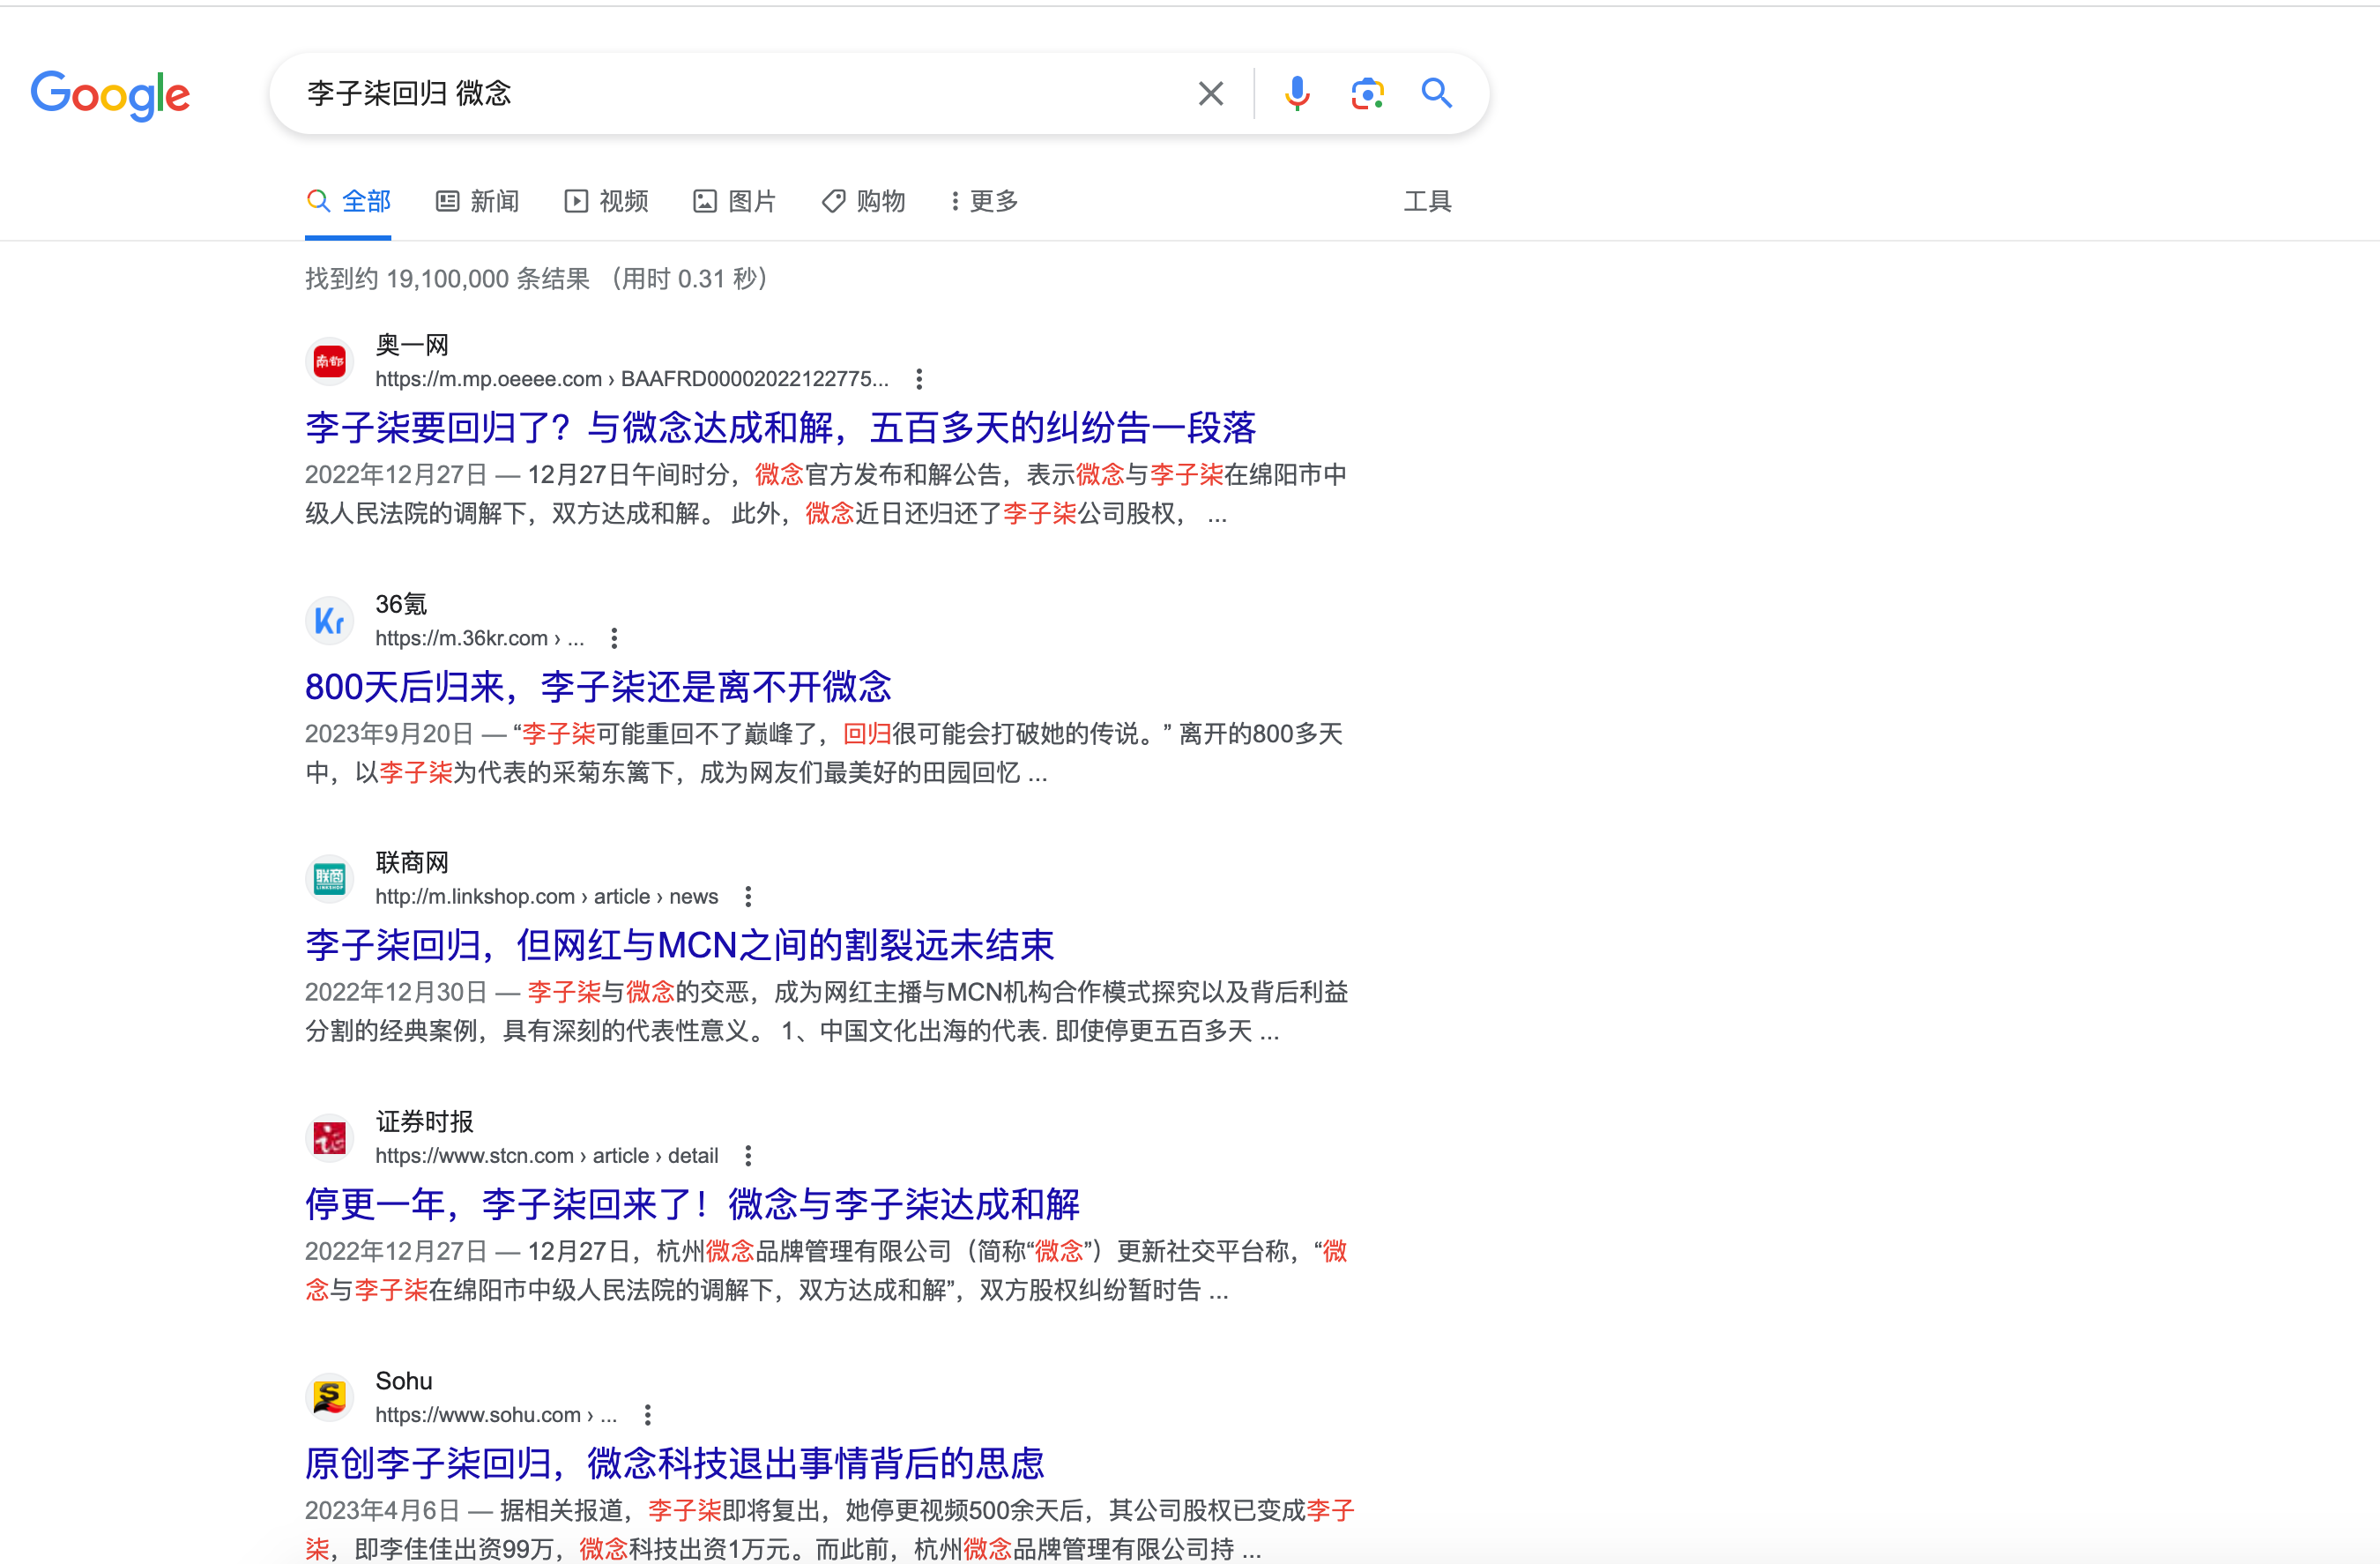 Google
李子柒回归 微念
全部 新闻 视频 图片 购物 更多 工具
找到约 19,100,000 条结果 （用时 0.31 秒）
南都
奥一网
https://m.mp.oeeee.com › BAAFRD00002022122775...
李子柒要回归了？与微念达成和解，五百多天的纠纷告一段落
2022年12月27日 — 12月27日午间时分，微念官方发布和解公告，表示微念与李子柒在绵阳市中
级人民法院的调解下，双方达成和解。 此外，微念近日还归还了李子柒公司股权， ...
Kr
36氪
https://m.36kr.com › ...
800天后归来，李子柒还是离不开微念
2023年9月20日 — “李子柒可能重回不了巅峰了，回归很可能会打破她的传说。” 离开的800多天
中，以李子柒为代表的采菊东篱下，成为网友们最美好的田园回忆 ...
联商
LINKSHOP
联商网
http://m.linkshop.com › article › news
李子柒回归，但网红与MCN之间的割裂远未结束
2022年12月30日 — 李子柒与微念的交恶，成为网红主播与MCN机构合作模式探究以及背后利益
分割的经典案例，具有深刻的代表性意义。 1、中国文化出海的代表. 即使停更五百多天 ...
证
证券时报
https://www.stcn.com › article › detail
停更一年，李子柒回来了！微念与李子柒达成和解
2022年12月27日 — 12月27日，杭州微念品牌管理有限公司（简称“微念”）更新社交平台称，“微
念与李子柒在绵阳市中级人民法院的调解下，双方达成和解”，双方股权纠纷暂时告 ...
S
Sohu
https://www.sohu.com › ...
原创李子柒回归，微念科技退出事情背后的思虑
2023年4月6日 — 据相关报道，李子柒即将复出，她停更视频500余天后，其公司股权已变成李子
柒，即李佳佳出资99万，微念科技出资1万元。而此前，杭州微念品牌管理有限公司持 ...